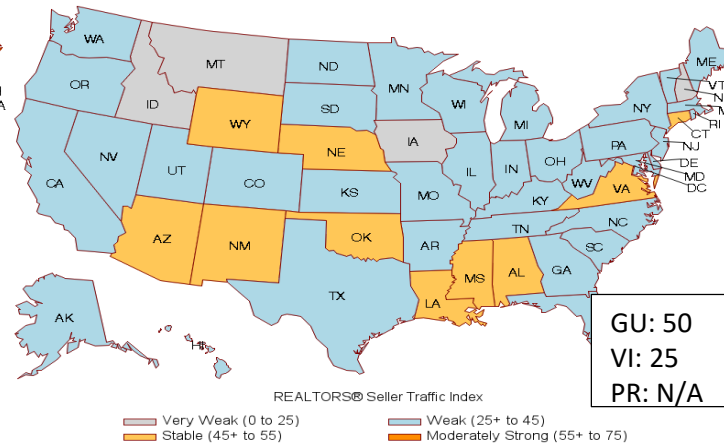 WA
ME
MT
ND
VT
MN
OR
N
ID
SD
WI
NY
M
WY
MI
RI
CT
IA
PA
NJ
NE
NV
OH
DE
IL
IN
UT
MD
CO
WV
VA
DC
CA
KS
MO
KY
NC
TN
OK
AZ
NM
AR
SC
MS
AL
GA
TX
LA
AK
GU: 50
VI: 25
PR: N/A
REALTORS® Seller Traffic Index
Very Weak (0 to 25)
Weak (25+ to 45)
Stable (45+ to 55)
Moderately Strong (55+ to 75)